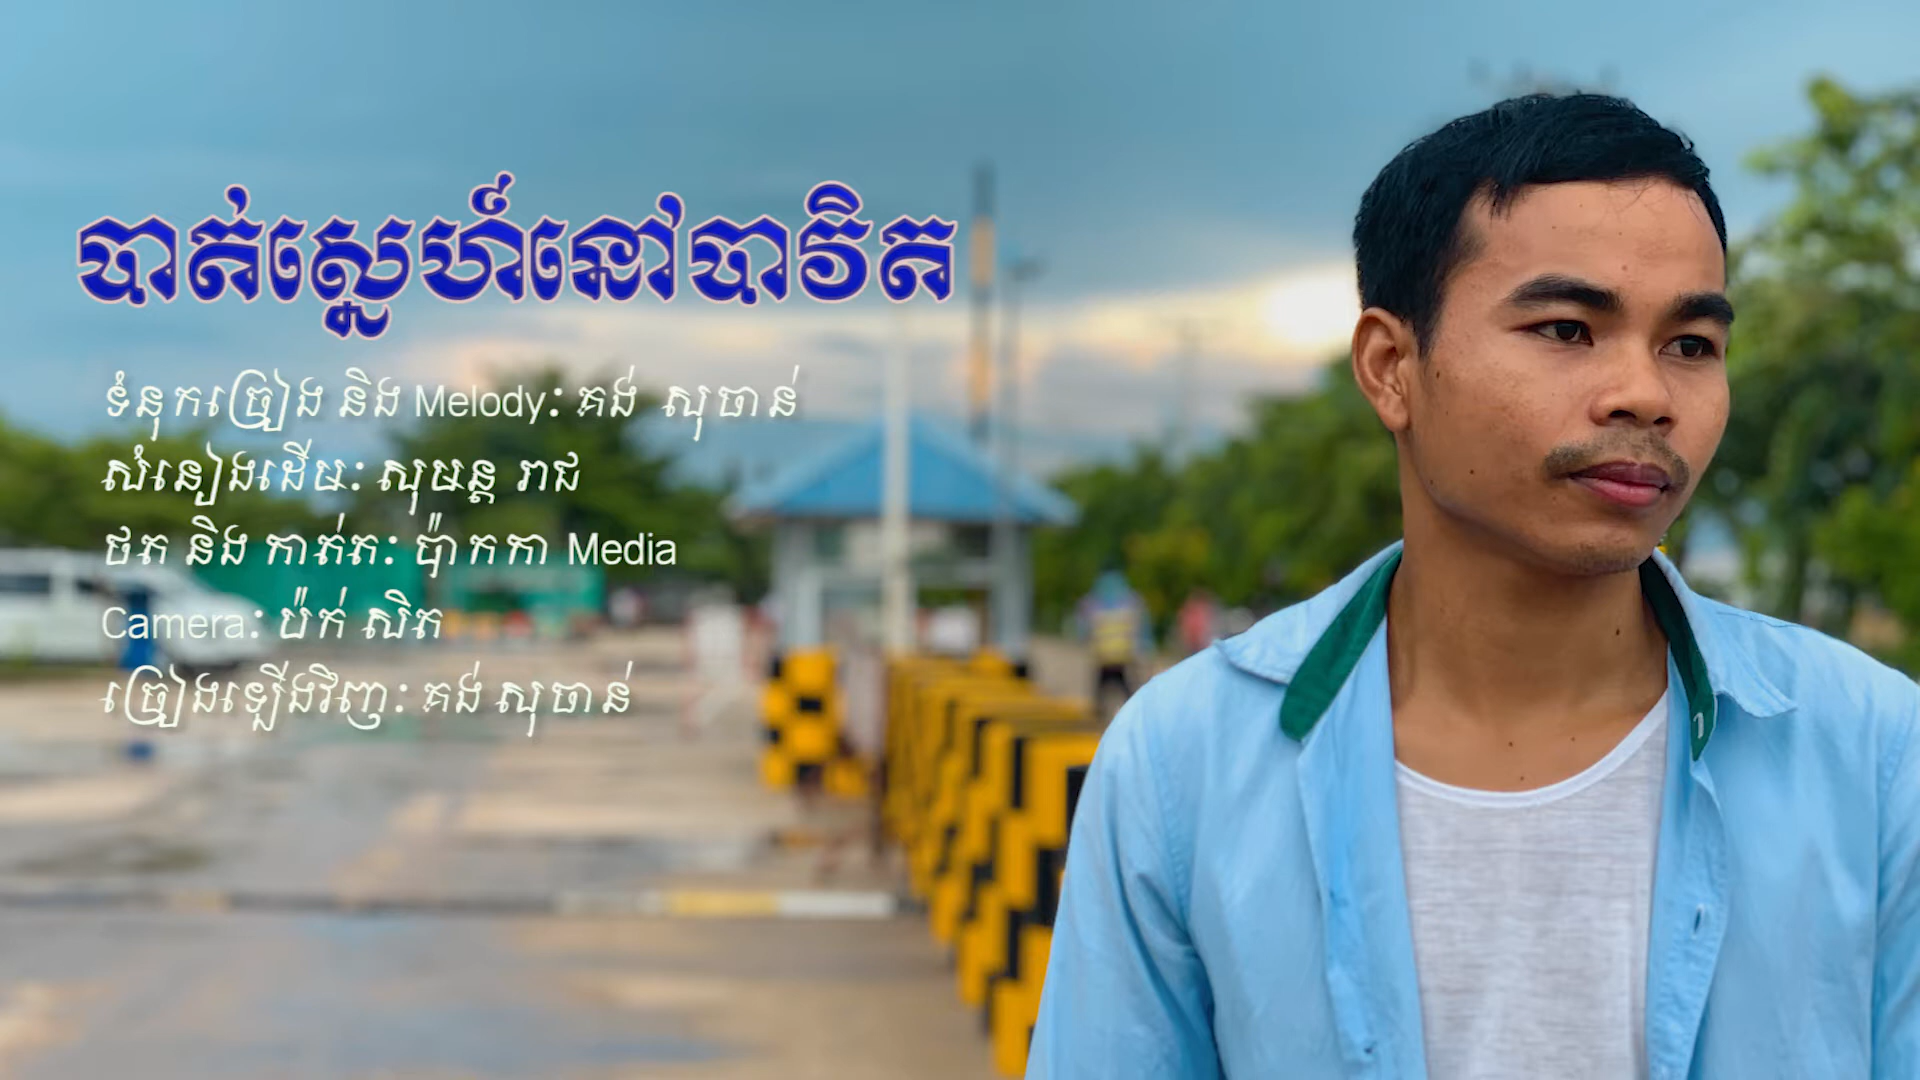 បាត់ស្នេហ៍នៅបាវិត
ទំនុកច្រៀង និង Melody: គង់ សុចាន់
សំនៀងដើម: សុមន្ត រាជ
ថត និង កាត់ត: ប៉ាកកា Media
Camera: ប៉ក់ សិត
ច្រៀងឡើងវិញ: គង់ សុចាន់